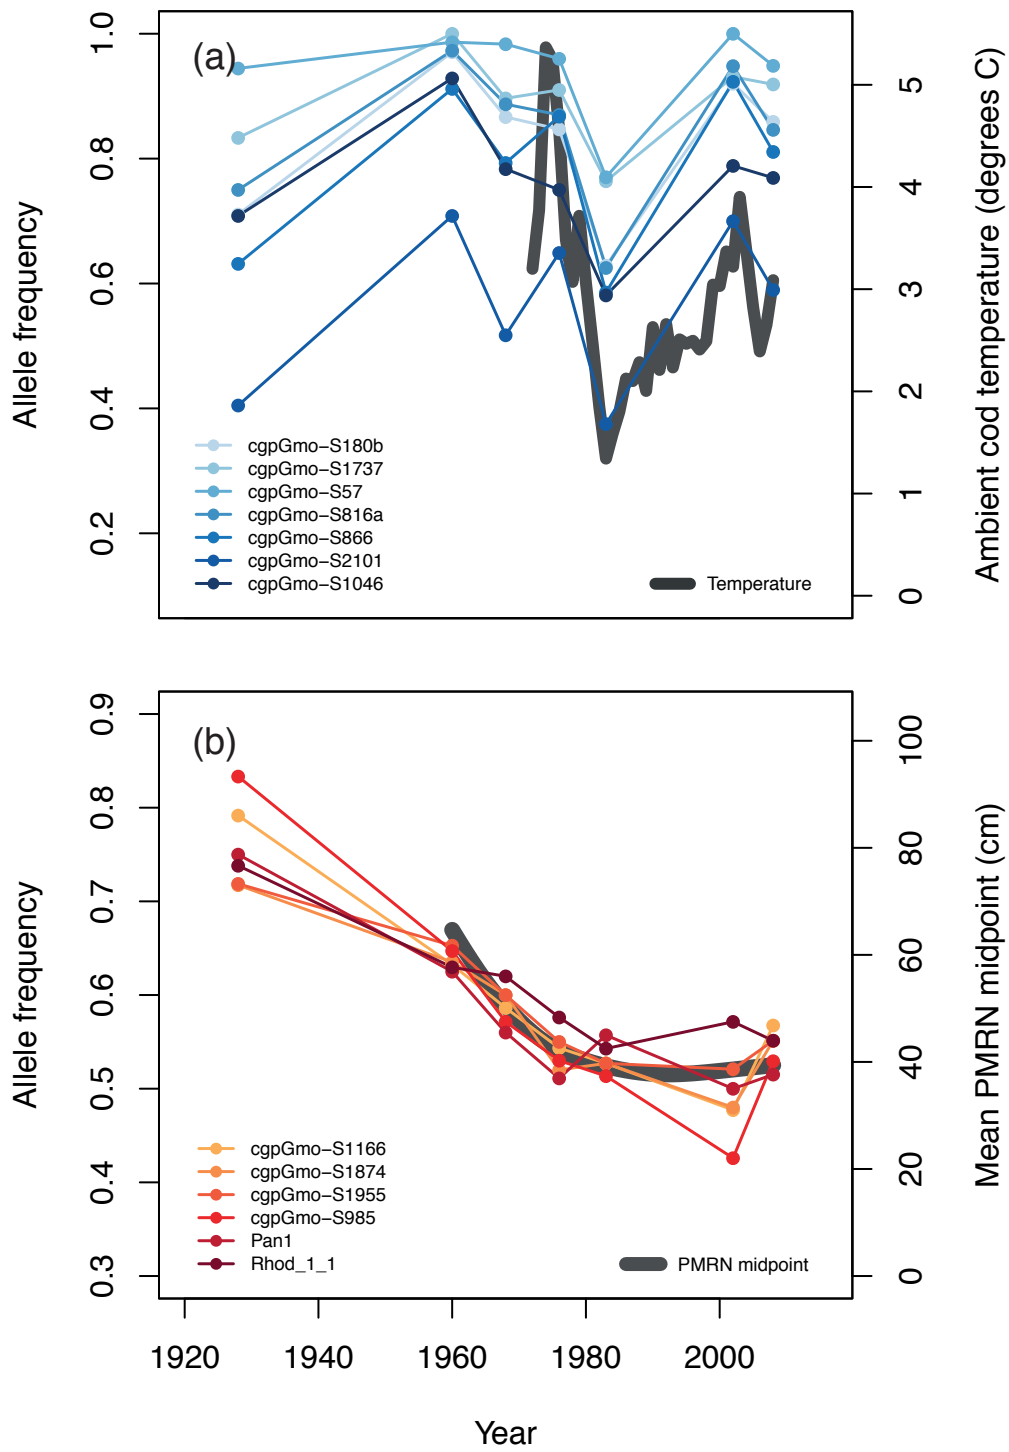 (a)
1.0
0.8
0.6
0.4
0.2
Allele frequency
5
4
3
2
1
0
Ambient cod temperature (degrees C)
cgpGmo−S180b
cgpGmo−S1737
cgpGmo−S57
cgpGmo−S816a
cgpGmo−S866
cgpGmo−S2101
cgpGmo−S1046
Temperature
(b)
0.9
0.8
0.7
0.6
0.5
0.4
0.3
Allele frequency
100
80
60
40
20
0
Mean PMRN midpoint (cm)
cgpGmo−S1166
cgpGmo−S1874
cgpGmo−S1955
cgpGmo−S985
Pan1
Rhod_1_1
PMRN midpoint
1920 1940 1960 1980 2000
Year